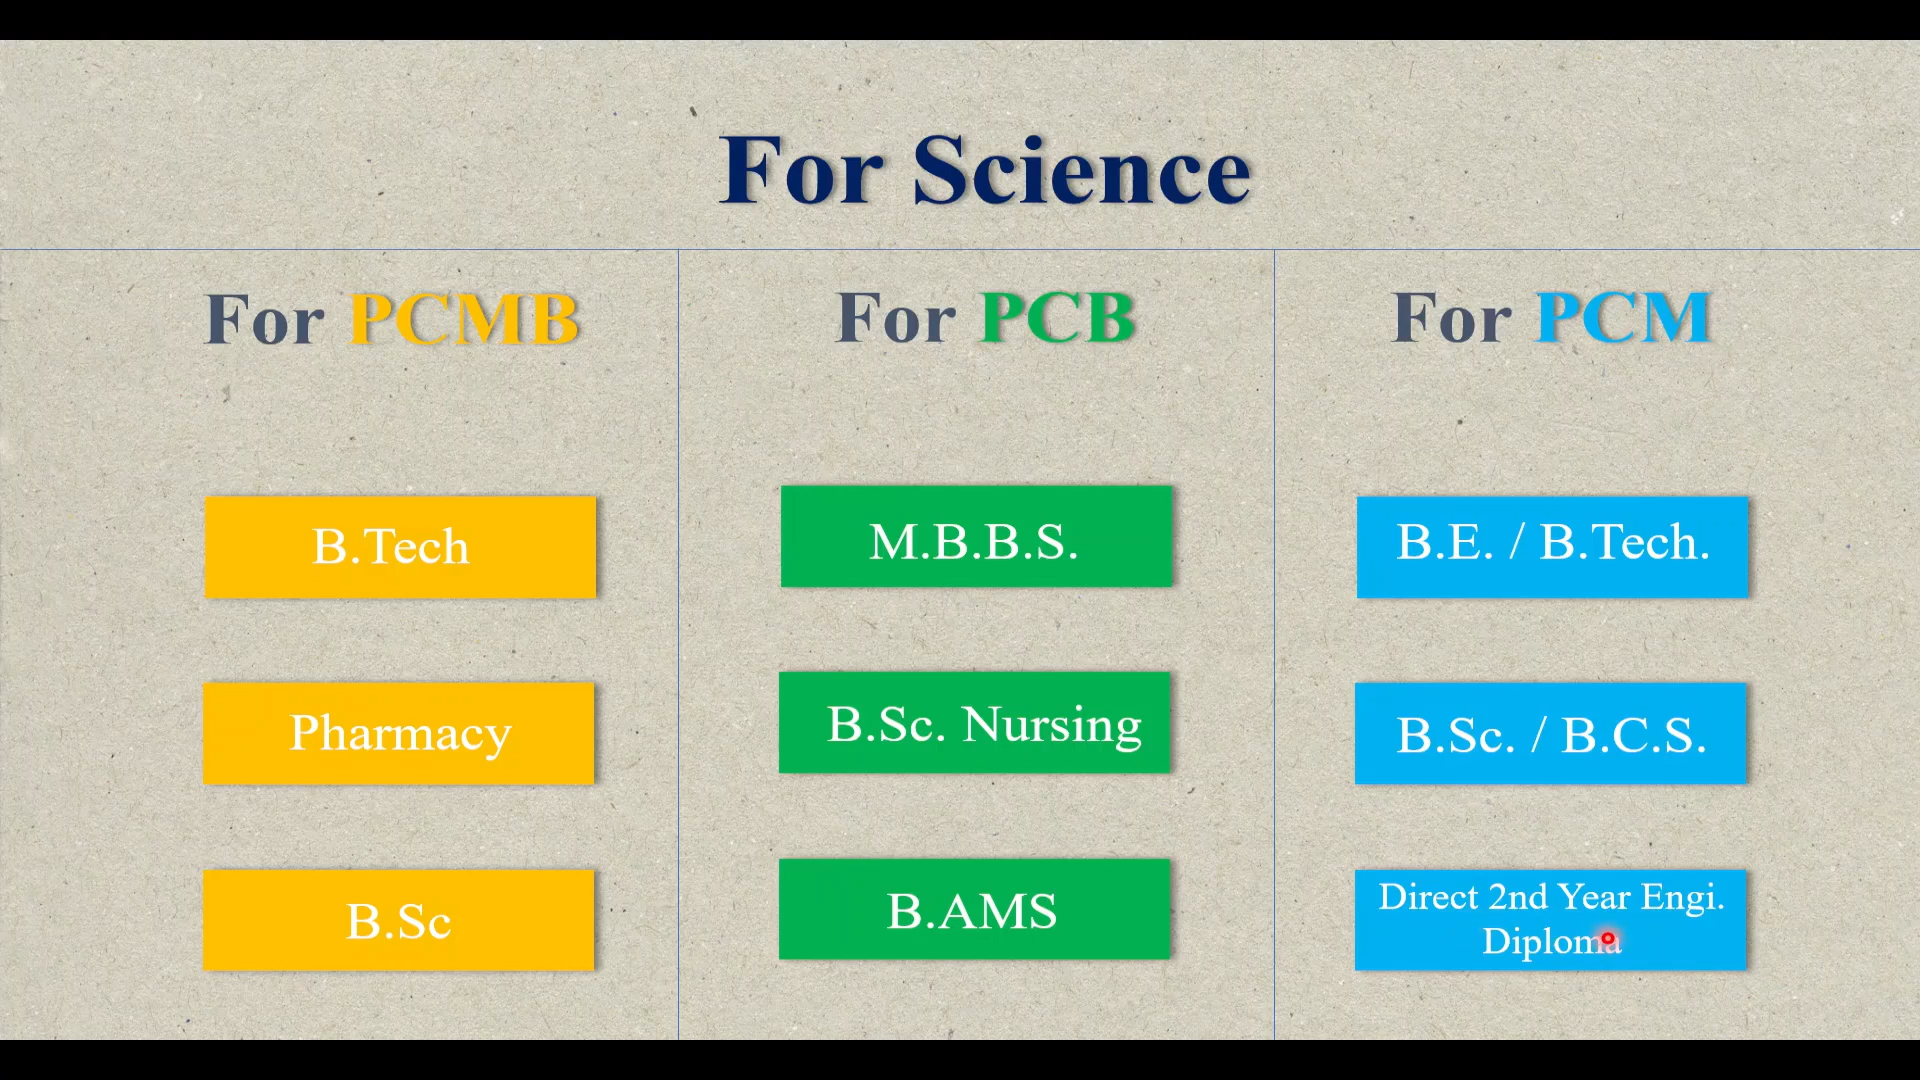 For Science
For PCMB
B.Tech
Pharmacy
B.Sc
For PCB
M.B.B.S.
B.Sc. Nursing
B.AMS
For PCM
B.E. / B.Tech.
B.Sc. / B.C.S.
Direct 2nd Year Engi.
Diploma